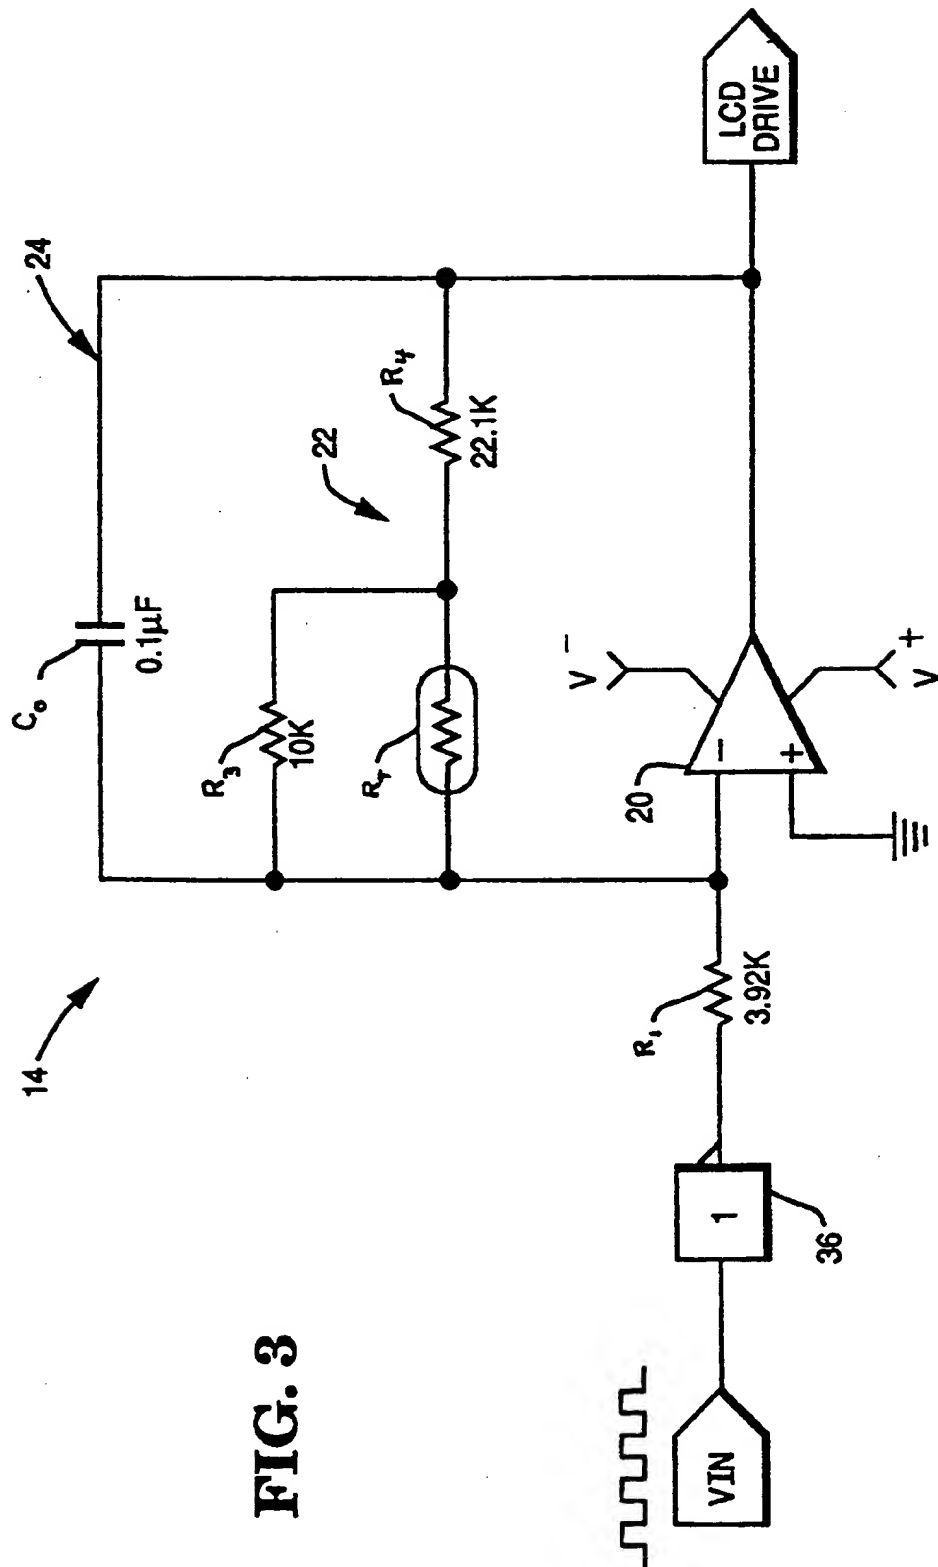 14
24
C₀
0.1µF
R₃
10K
22
R₄
22.1K
R_T
VIN
1
36
R₁
3.92K
20
−
+
V⁻
V⁺
LCD
DRIVE
FIG. 3